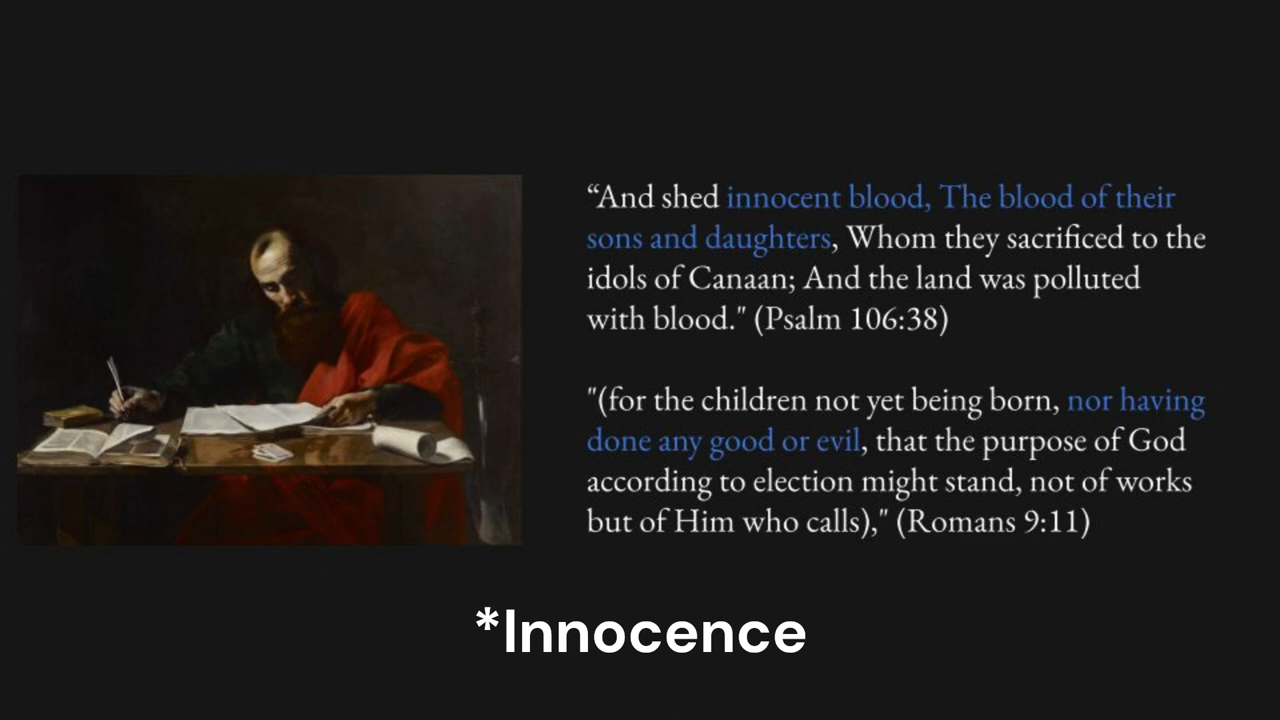 “And shed innocent blood, The blood of their
sons and daughters, Whom they sacrificed to the
idols of Canaan; And the land was polluted
with blood." (Psalm 106:38)
"(for the children not yet being born, nor having
done any good or evil, that the purpose of God
according to election might stand, not of works
but of Him who calls)," (Romans 9:11)
*Innocence